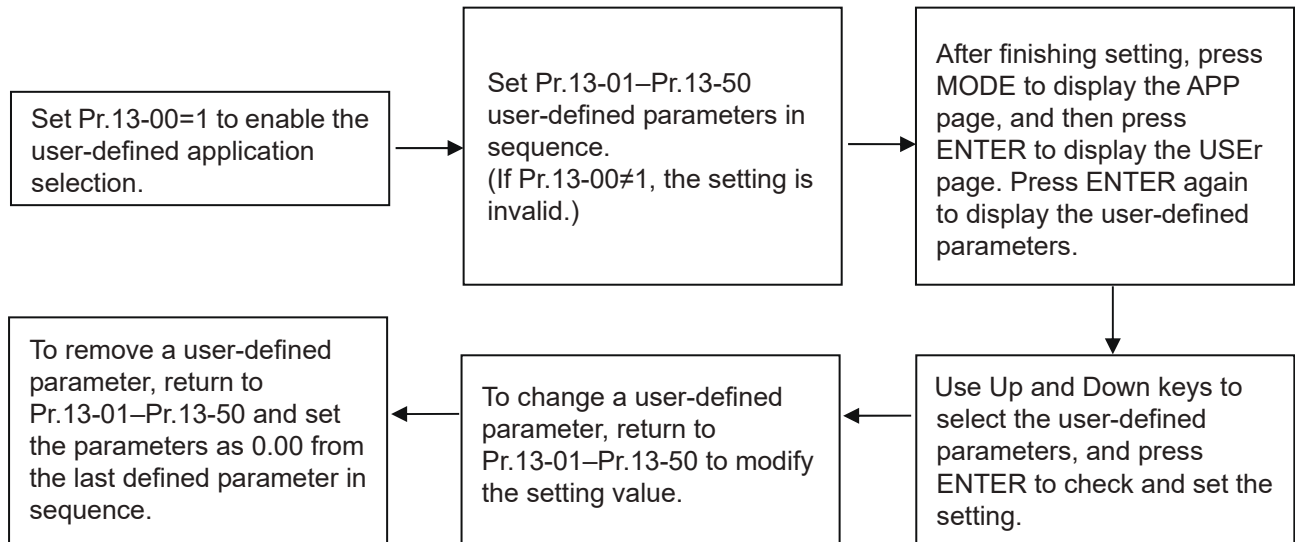 Set Pr.13-00=1 to enable the
user-defined application
selection.
Set Pr.13-01–Pr.13-50
user-defined parameters in
sequence.
(If Pr.13-00≠1, the setting is
invalid.)
After finishing setting, press
MODE to display the APP
page, and then press
ENTER to display the USEr
page. Press ENTER again
to display the user-defined
parameters.
Use Up and Down keys to
select the user-defined
parameters, and press
ENTER to check and set the
setting.
To change a user-defined
parameter, return to
Pr.13-01–Pr.13-50 to modify
the setting value.
To remove a user-defined
parameter, return to
Pr.13-01–Pr.13-50 and set
the parameters as 0.00 from
the last defined parameter in
sequence.